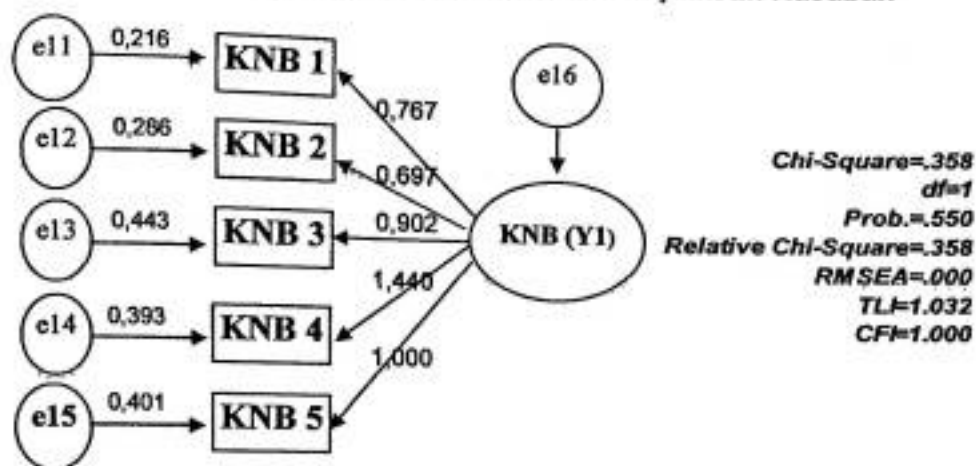 e11 0,216 KNB 1
e16
0,767
e12 0,286 KNB 2
0,697
Chi-Square=.358
df=1
Prob.=.550
Relative Chi-Square=.358
RMSEA=.000
TLI=1.032
CFI=1.000
e13 0,443 KNB 3
0,902
KNB (Y1)
1,440
e14 0,393 KNB 4
1,000
e15 0,401 KNB 5